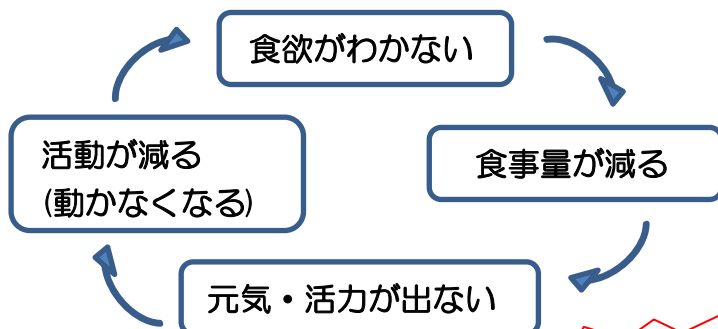 食欲がわかない
食事量が減る
元気・活力が出ない
活動が減る
(動かなくなる)